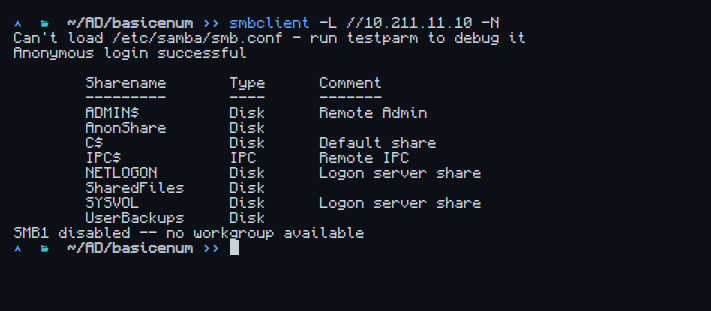 ~/AD/basicenum >> smbclient -L //10.211.11.10 -N
Can't load /etc/samba/smb.conf - run testparm to debug it
Anonymous login successful
Sharename Type Comment
--------- ---- -------
ADMIN$ Disk Remote Admin
AnonShare Disk
C$ Disk Default share
IPC$ IPC Remote IPC
NETLOGON Disk Logon server share
SharedFiles Disk
SYSVOL Disk Logon server share
UserBackups Disk
SMB1 disabled -- no workgroup available
~/AD/basicenum >>